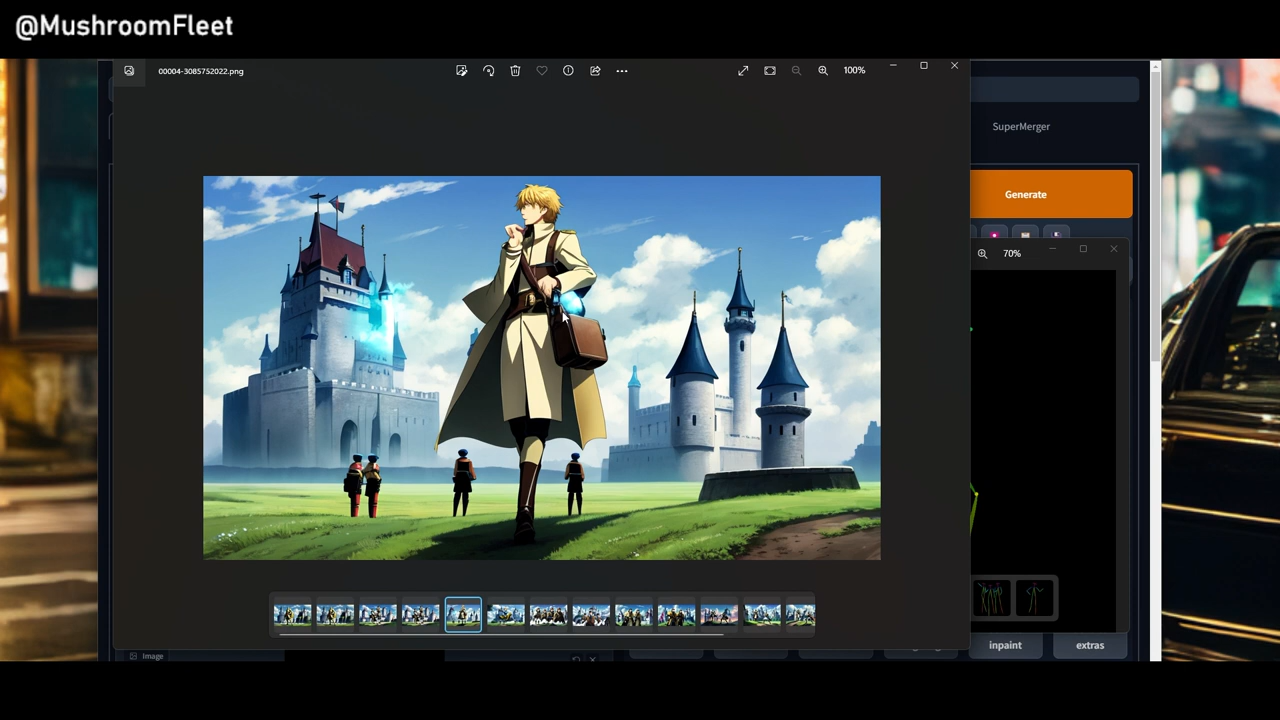 @MushroomFleet
00004-3085752022.png
100%
SuperMerger
Generate
70%
Image
inpaint
extras